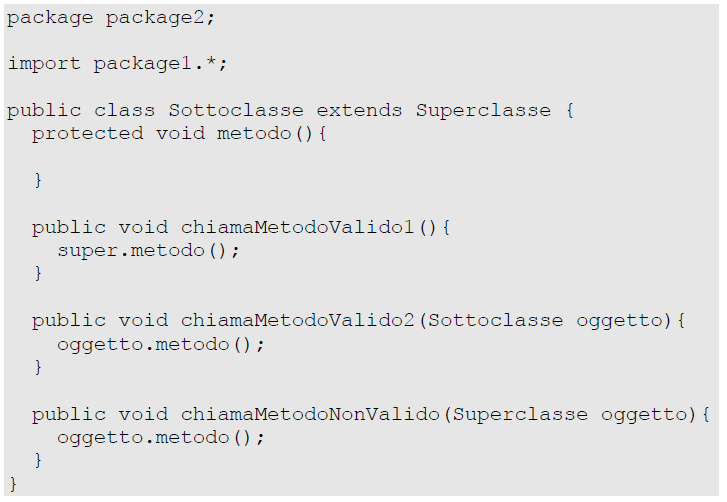 package package2;
import package1.*;
public class Sottoclasse extends Superclasse {
protected void metodo(){
}
public void chiamaMetodoValido1(){
super.metodo();
}
public void chiamaMetodoValido2(Sottoclasse oggetto){
oggetto.metodo();
}
public void chiamaMetodoNonValido(Superclasse oggetto){
oggetto.metodo();
}
}